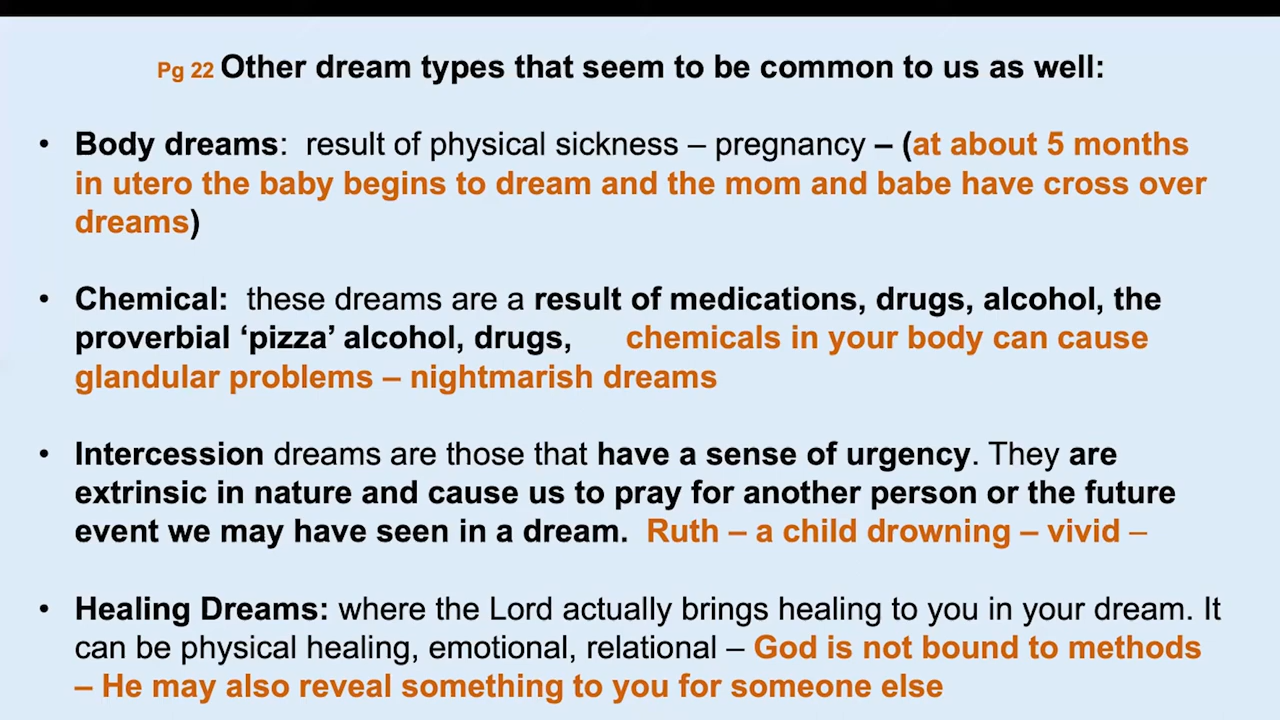 Pg 22 Other dream types that seem to be common to us as well:
• Body dreams: result of physical sickness – pregnancy – (at about 5 months
in utero the baby begins to dream and the mom and babe have cross over
dreams)
• Chemical: these dreams are a result of medications, drugs, alcohol, the
proverbial ‘pizza’ alcohol, drugs, chemicals in your body can cause
glandular problems – nightmarish dreams
• Intercession dreams are those that have a sense of urgency. They are
extrinsic in nature and cause us to pray for another person or the future
event we may have seen in a dream. Ruth – a child drowning – vivid –
• Healing Dreams: where the Lord actually brings healing to you in your dream. It
can be physical healing, emotional, relational – God is not bound to methods
– He may also reveal something to you for someone else